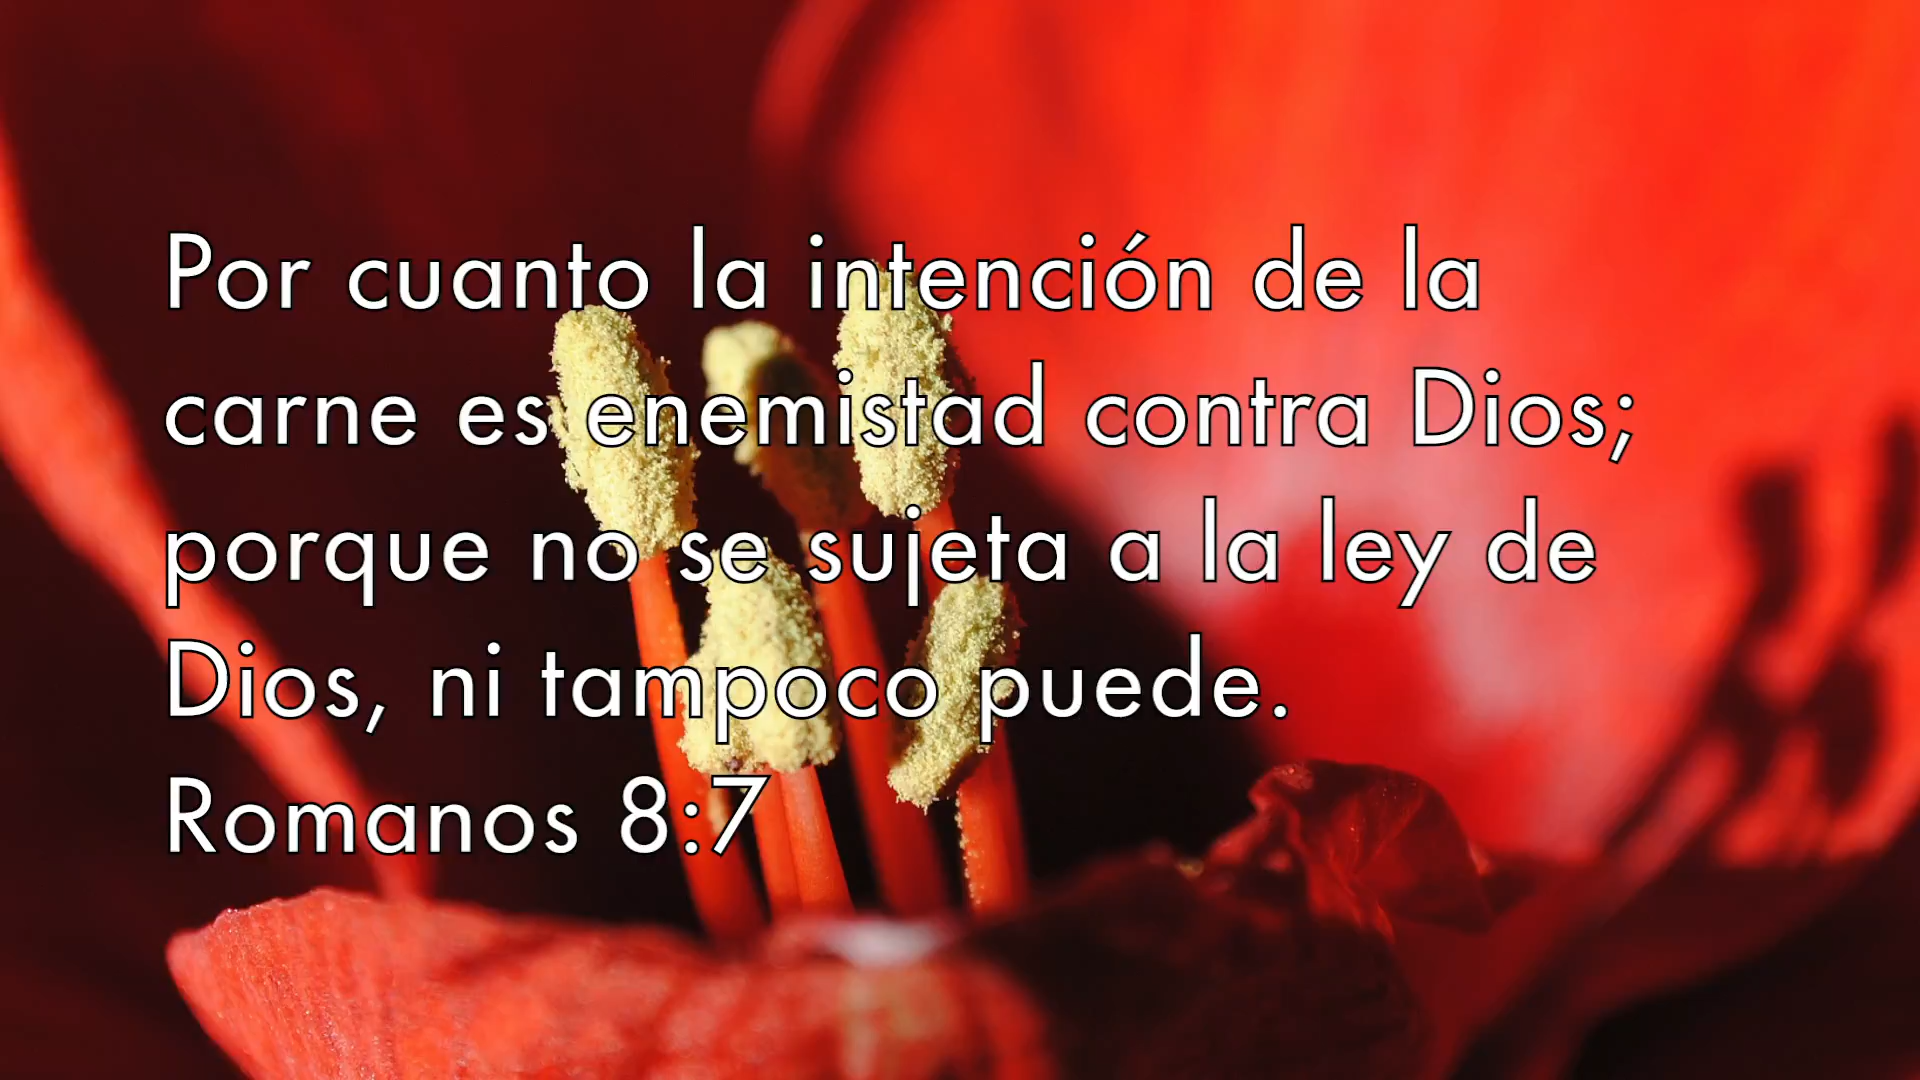 Por cuanto la intención de la
carne es enemistad contra Dios;
porque no se sujeta a la ley de
Dios, ni tampoco puede.
Romanos 8:7